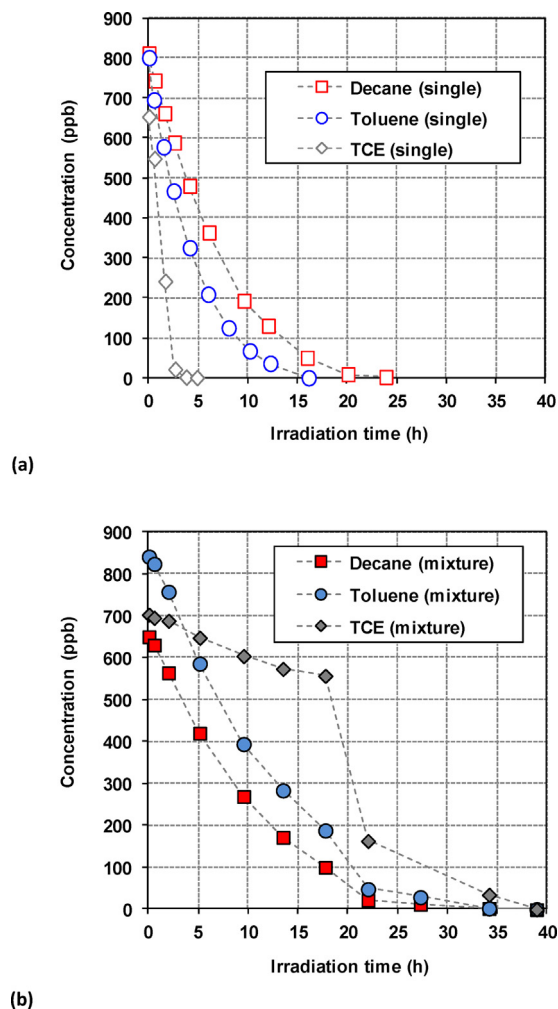 900
800
700
600
500
400
300
200
100
0
Concentration (ppb)
Decane (single)
Toluene (single)
TCE (single)
0 5 10 15 20 25 30 35 40
Irradiation time (h)
(a)
900
800
700
600
500
400
300
200
100
0
Concentration (ppb)
Decane (mixture)
Toluene (mixture)
TCE (mixture)
0 5 10 15 20 25 30 35 40
Irradiation time (h)
(b)